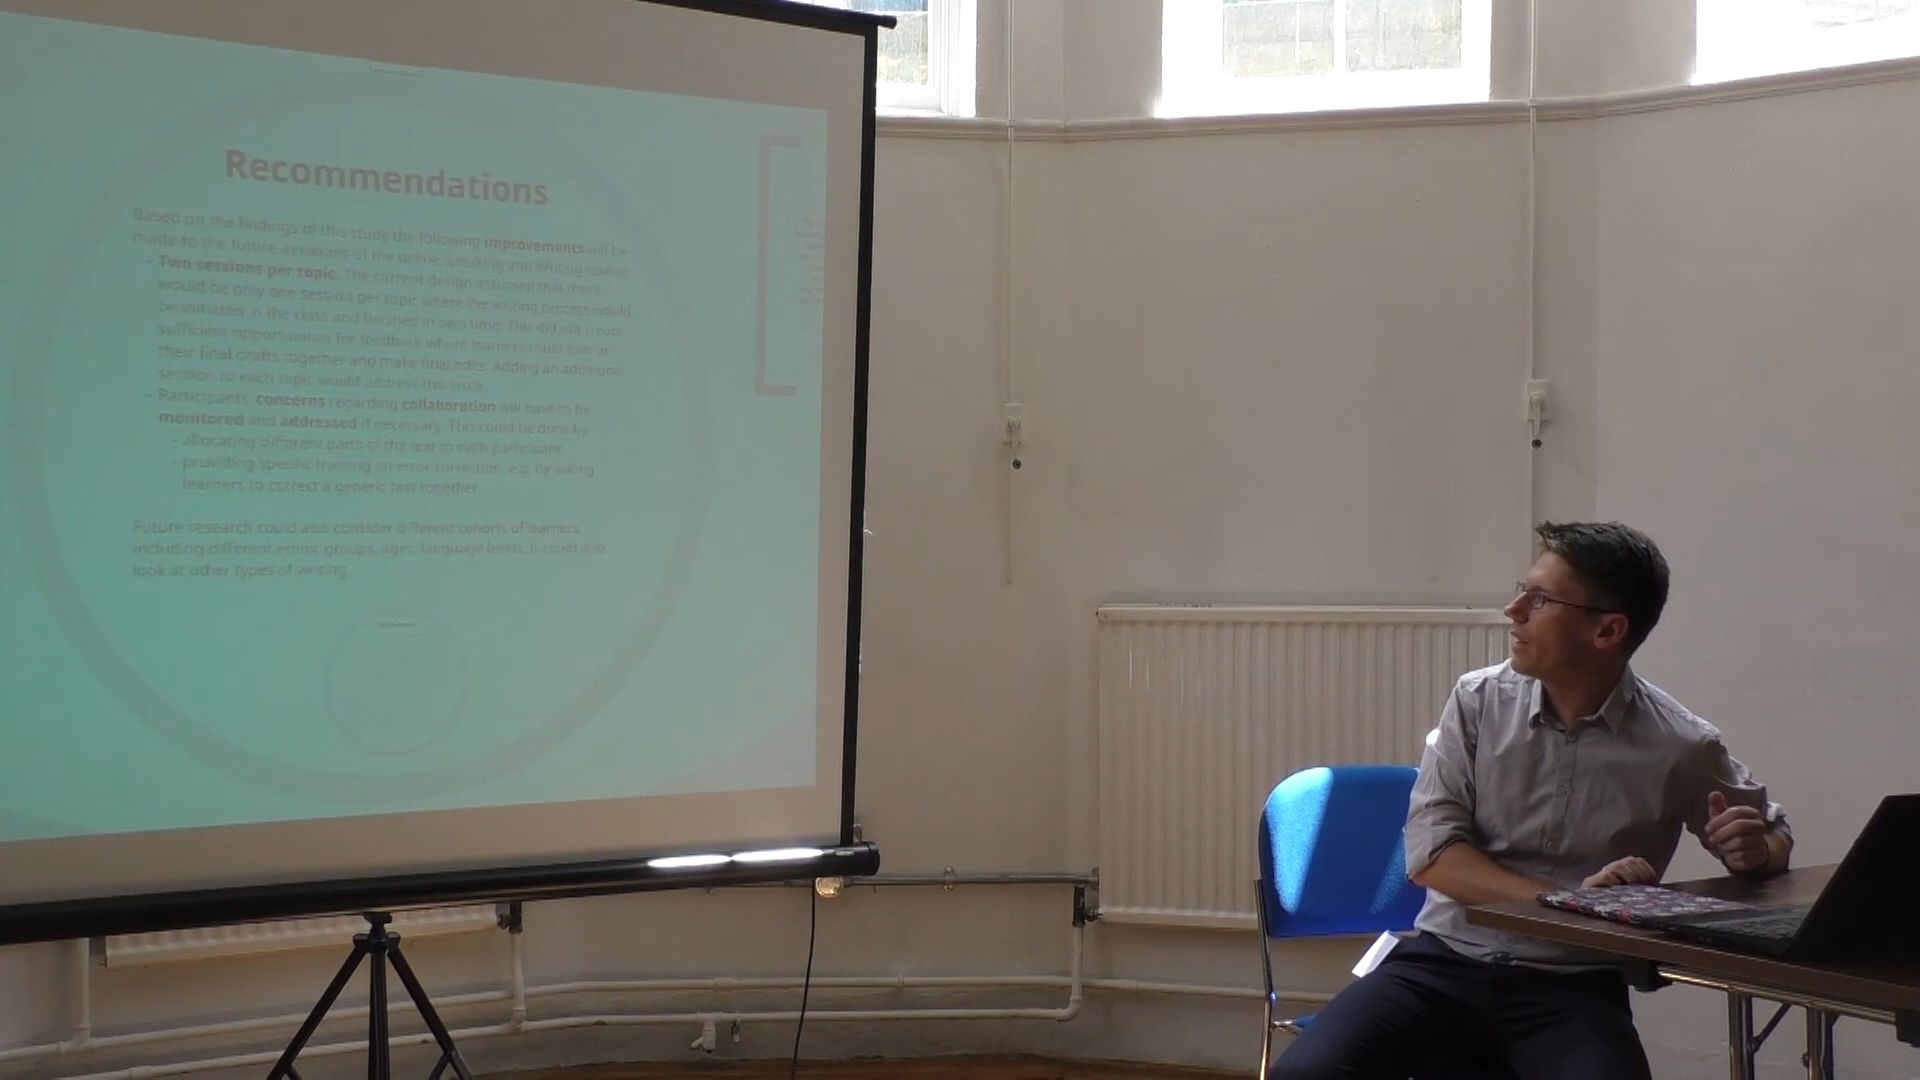 Recommendations
Based on the findings of this study the following improvements will be
made to the future iterations of the online Speaking and Writing course
- Two sessions per topic. The current design assumed that there
would be only one session per topic where the writing process would
be initiated in the class and finished in own time. This did not create
sufficient opportunities for feedback where learners could look at
their final drafts together and make final edits. Adding an additional
session to each topic would address this issue.
- Participants' concerns regarding collaboration will have to be
monitored and addressed if necessary. This could be done by
- allocating different parts of the text to each participant
- providing specific training on error correction, e.g. by asking
learners to correct a generic text together
Future research could also consider different cohorts of learners,
including different ethnic groups, ages, language levels. It could also
look at other types of writing.